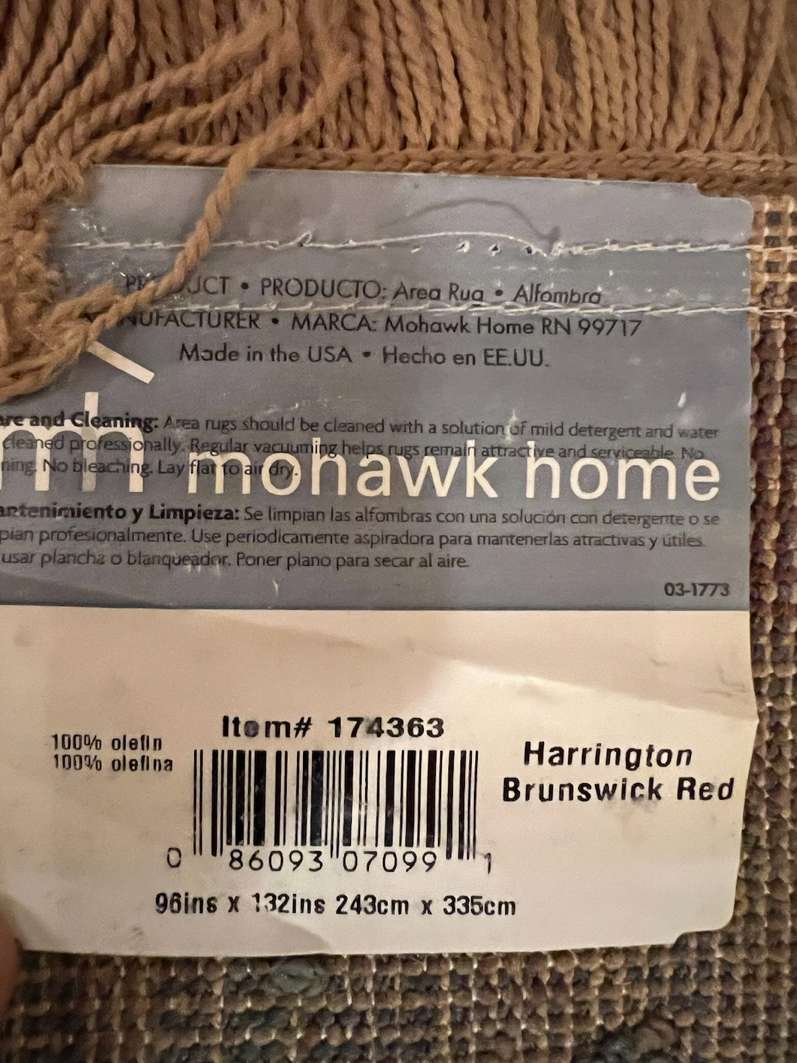 PRODUCT • PRODUCTO: Area Rug • Alfombra
MANUFACTURER • MARCA: Mohawk Home RN 99717
Made in the USA • Hecho en EE.UU.
mh mohawk home
and Cleaning: Area rugs should be cleaned with a solution of mild detergent and water
cleaned professionally. Regular vacuuming helps rugs remain attractive and serviceable. No
No bleaching. Lay flat to air dry.
y Limpieza: Se limpian las alfombras con una solución con detergente o se
profesionalmente. Use periodicamente aspiradora para mantenerlas atractivas y útiles.
usar plancha o blanqueador. Poner plano para secar al aire.
03-1773
Item# 174363
100% olefin
100% olefina
Harrington
Brunswick Red
0 86093 07099 1
96ins x 132ins 243cm x 335cm